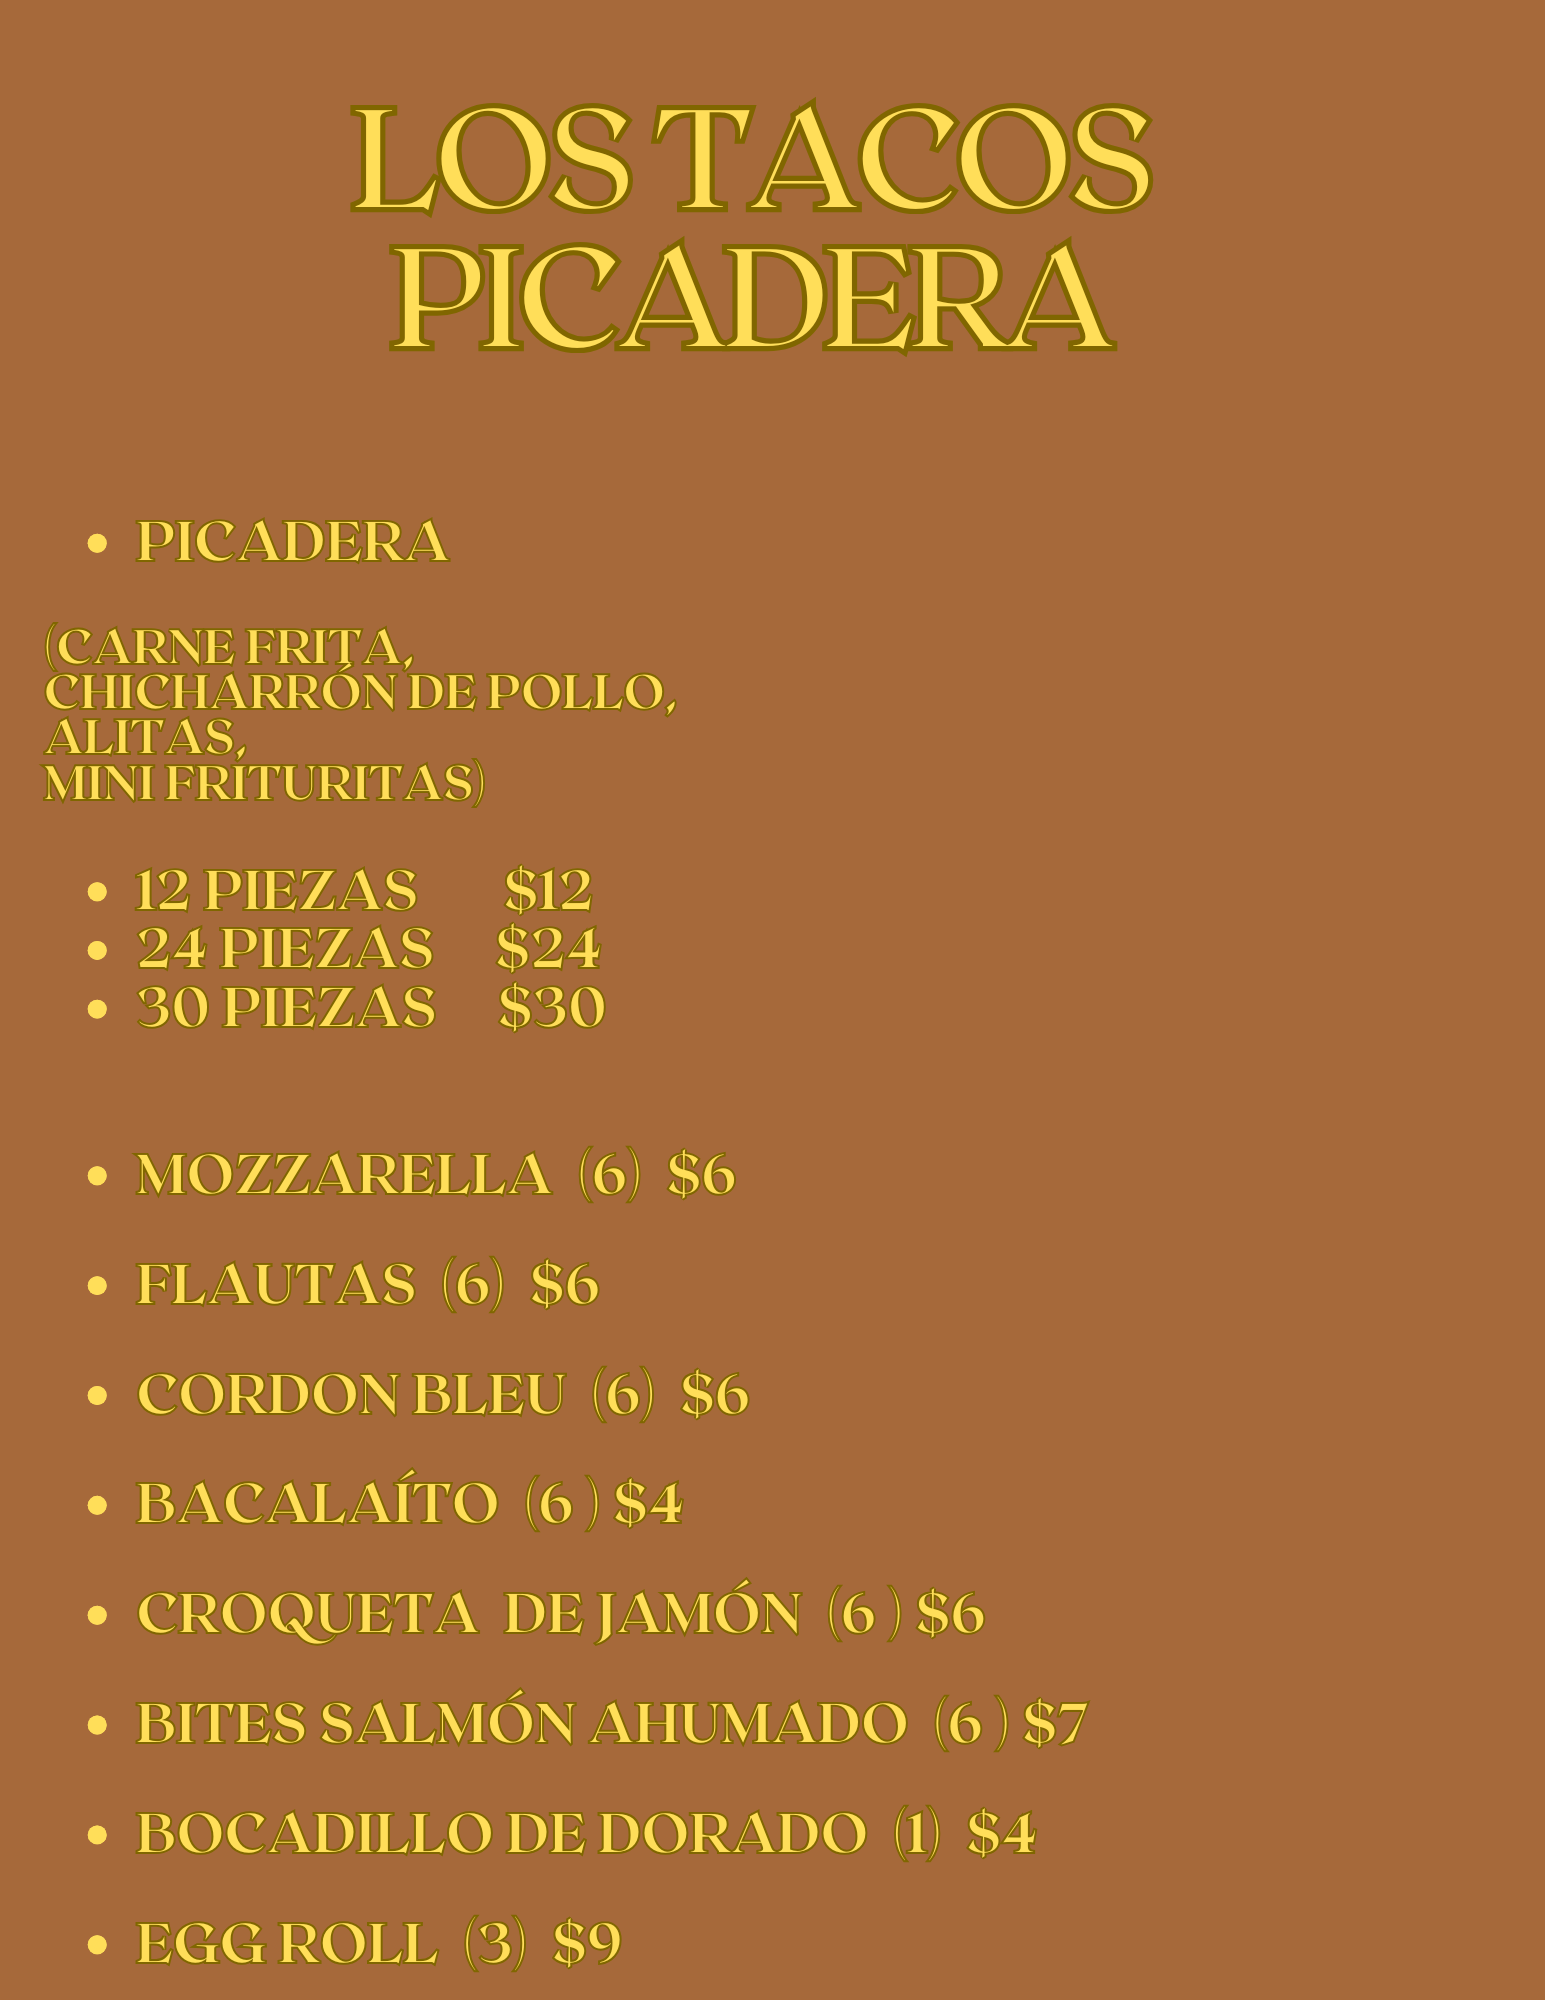 LOS TACOS
PICADERA
• PICADERA
(CARNE FRITA,
CHICHARRÓN DE POLLO,
ALITAS,
MINI FRITURITAS)
• 12 PIEZAS $12
• 24 PIEZAS $24
• 30 PIEZAS $30
• MOZZARELLA (6) $6
• FLAUTAS (6) $6
• CORDON BLEU (6) $6
• BACALAÍTO (6 ) $4
• CROQUETA DE JAMÓN (6 ) $6
• BITES SALMÓN AHUMADO (6 ) $7
• BOCADILLO DE DORADO (1) $4
• EGG ROLL (3) $9